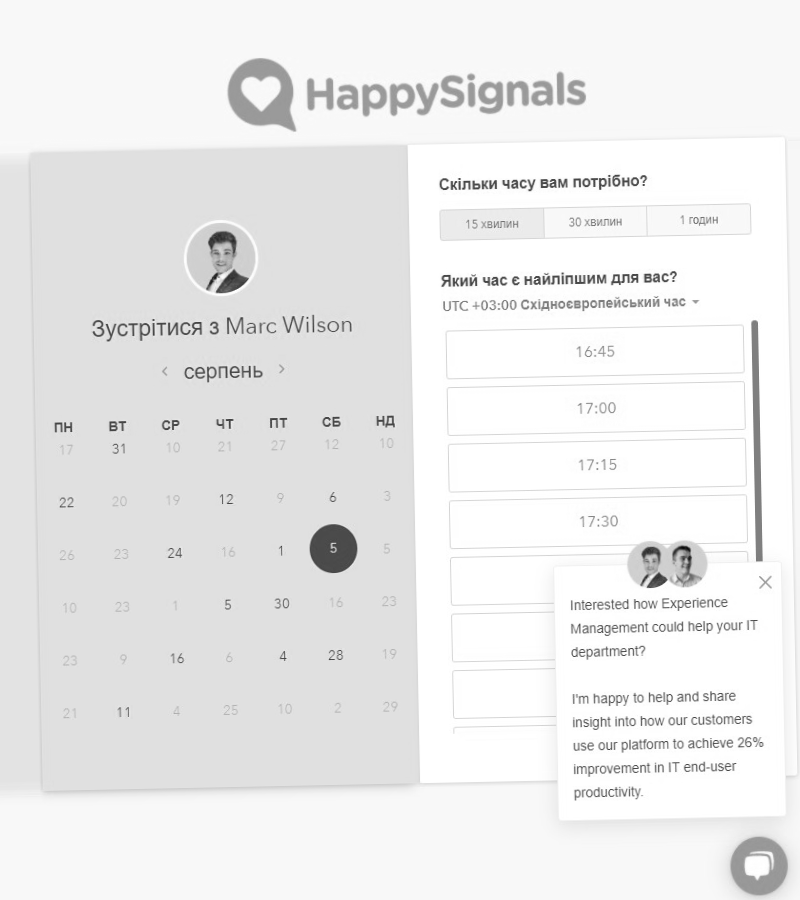 HappySignals
Зустрітися з Marc Wilson
серпень
ПН ВТ СР ЧТ ПТ СБ НД
17 31 10 21 27 12 10
22 20 19 12 9 6 3
26 23 24 16 1 5 5
10 23 1 5 30 16 23
23 9 16 6 4 28 19
21 11 4 25 10 2 29
Скільки часу вам потрібно?
15 хвилин 30 хвилин 1 годин
Який час є найліпшим для вас?
UTC +03:00 Східноєвропейський час
16:45
17:00
17:15
17:30
Interested how Experience
Management could help your IT
department?
I'm happy to help and share
insight into how our customers
use our platform to achieve 26%
improvement in IT end-user
productivity.